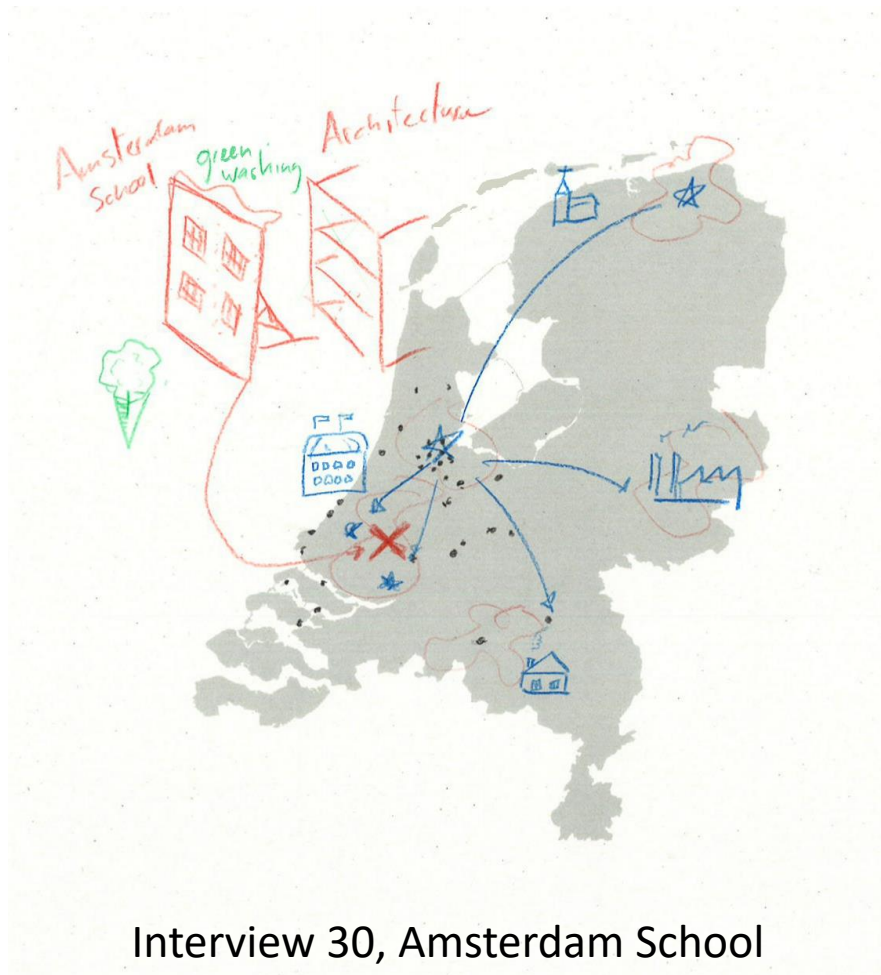 Amsterdam
School
green
washing
Architecture
Interview 30, Amsterdam School